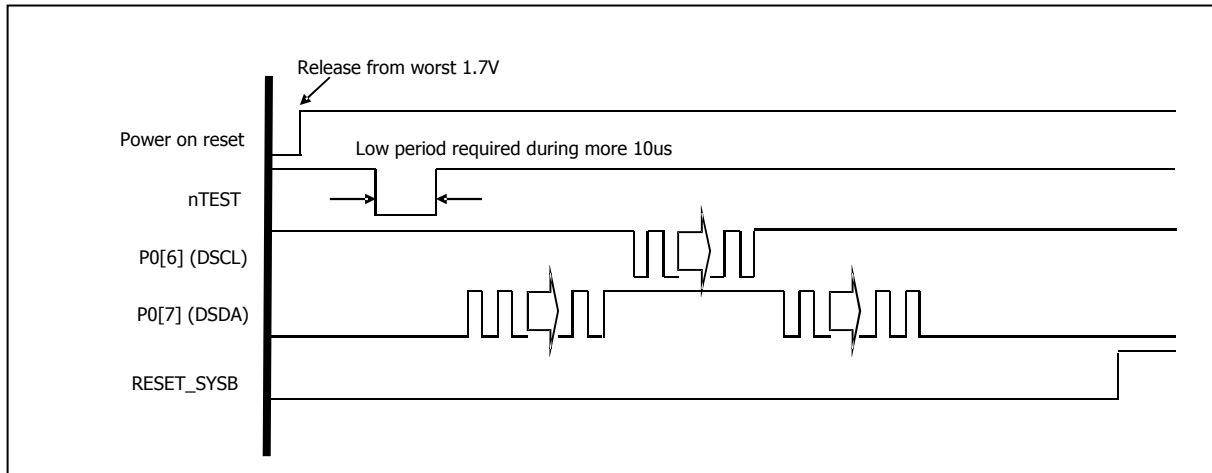 Release from worst 1.7V
Power on reset
Low period required during more 10us
nTEST
P0[6] (DSCL)
P0[7] (DSDA)
RESET_SYSB